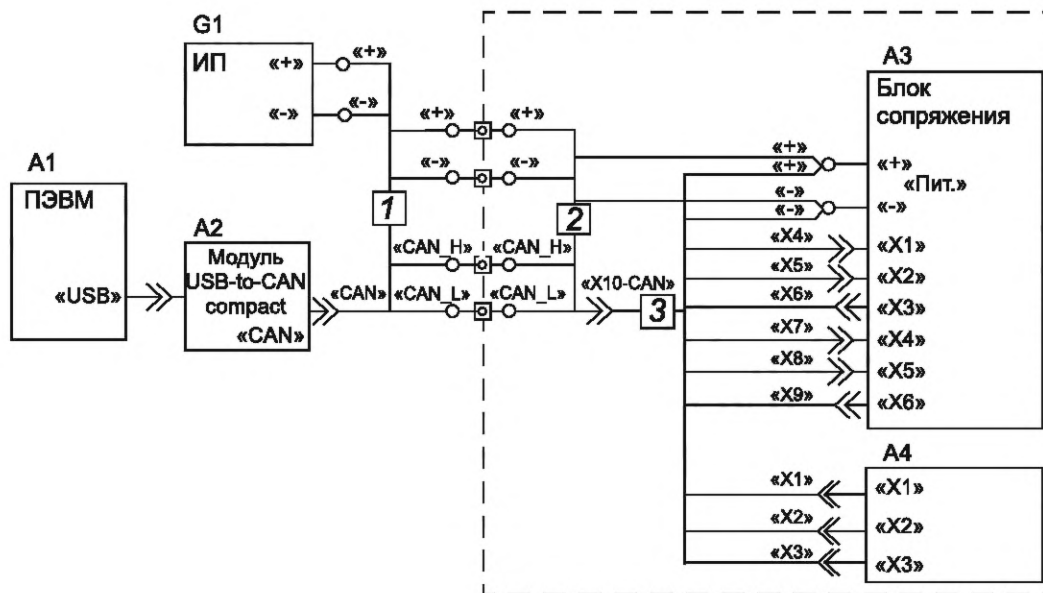 G1
ИП
«+»
«+»
«-»
«-»
A1
ПЭВМ
«USB»
A2
Модуль
USB-to-CAN
compact
«CAN»
«CAN»
1
«+»
«+»
«-»
«-»
2
«CAN_H»
«CAN_H»
«CAN_L»
«CAN_L»
«X10-CAN»
3
A3
Блок
сопряжения
«+»
«+»
«+»
«Пит.»
«-»
«-»
«-»
«X4»
«X1»
«X5»
«X2»
«X6»
«X3»
«X7»
«X4»
«X8»
«X5»
«X9»
«X6»
A4
«X1»
«X1»
«X2»
«X2»
«X3»
«X3»